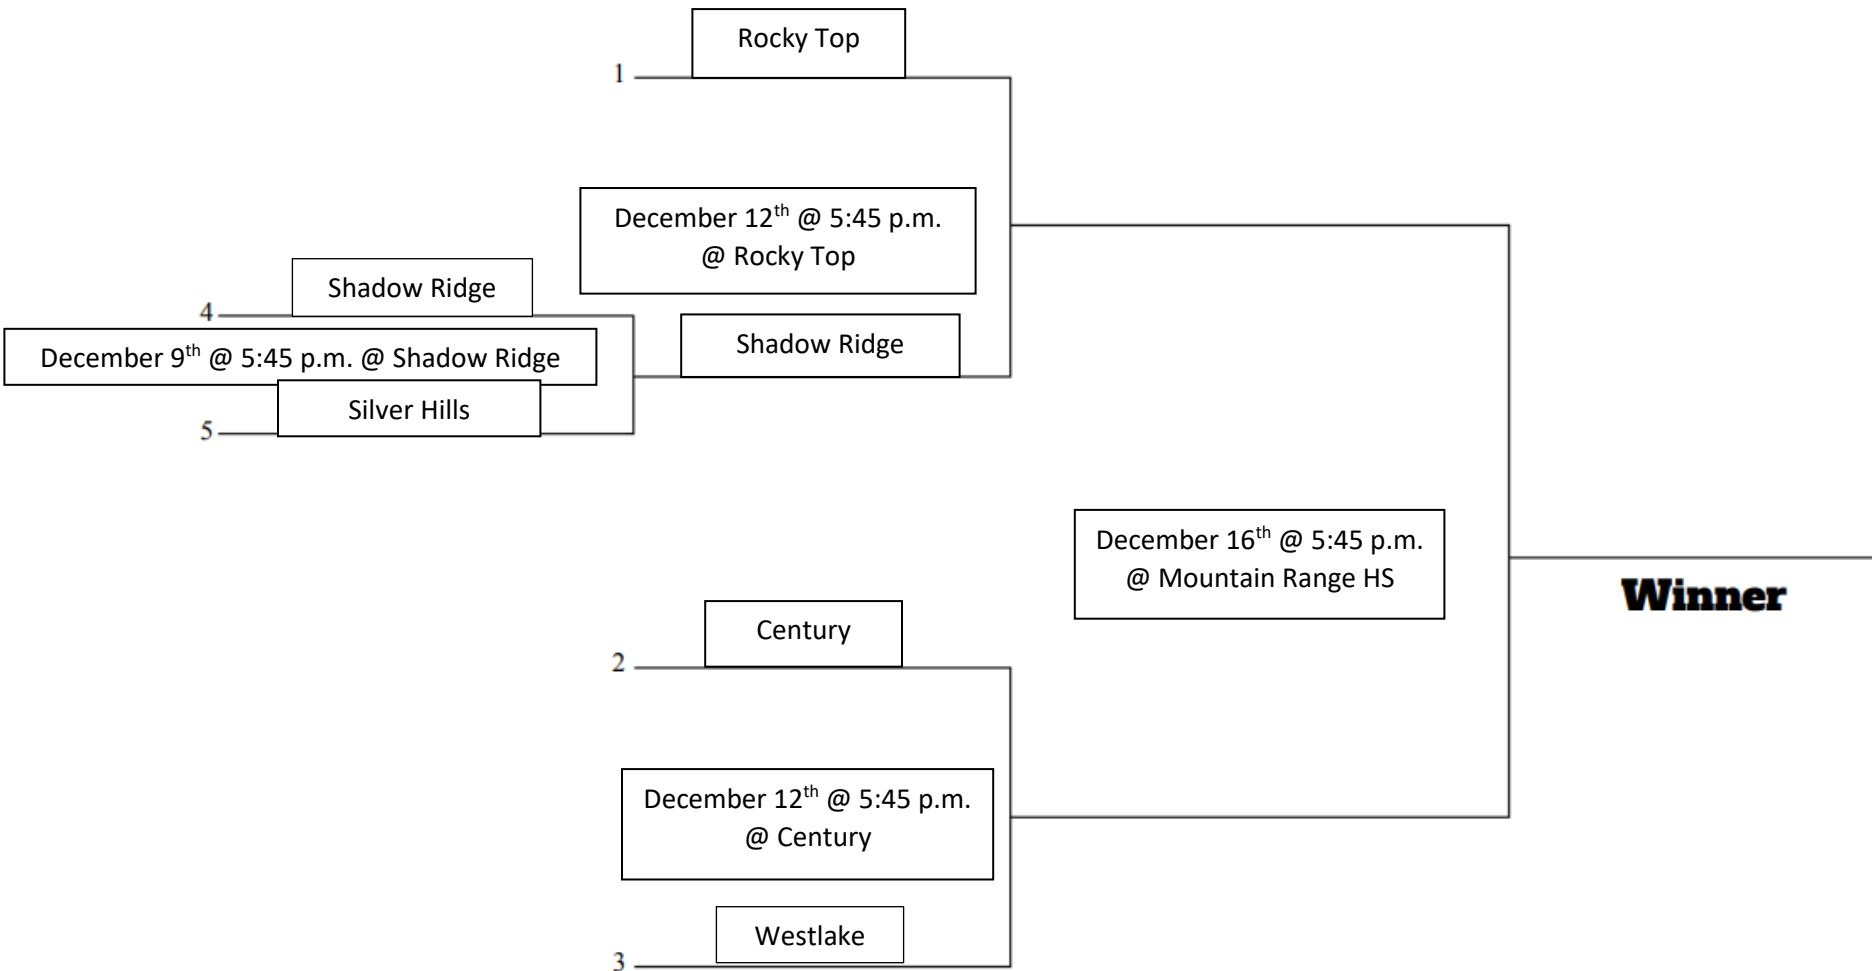 Rocky Top
1
December 12th @ 5:45 p.m.
@ Rocky Top
Shadow Ridge
4
December 9th @ 5:45 p.m. @ Shadow Ridge
Shadow Ridge
Silver Hills
5
December 16th @ 5:45 p.m.
@ Mountain Range HS
Winner
Century
2
December 12th @ 5:45 p.m.
@ Century
Westlake
3